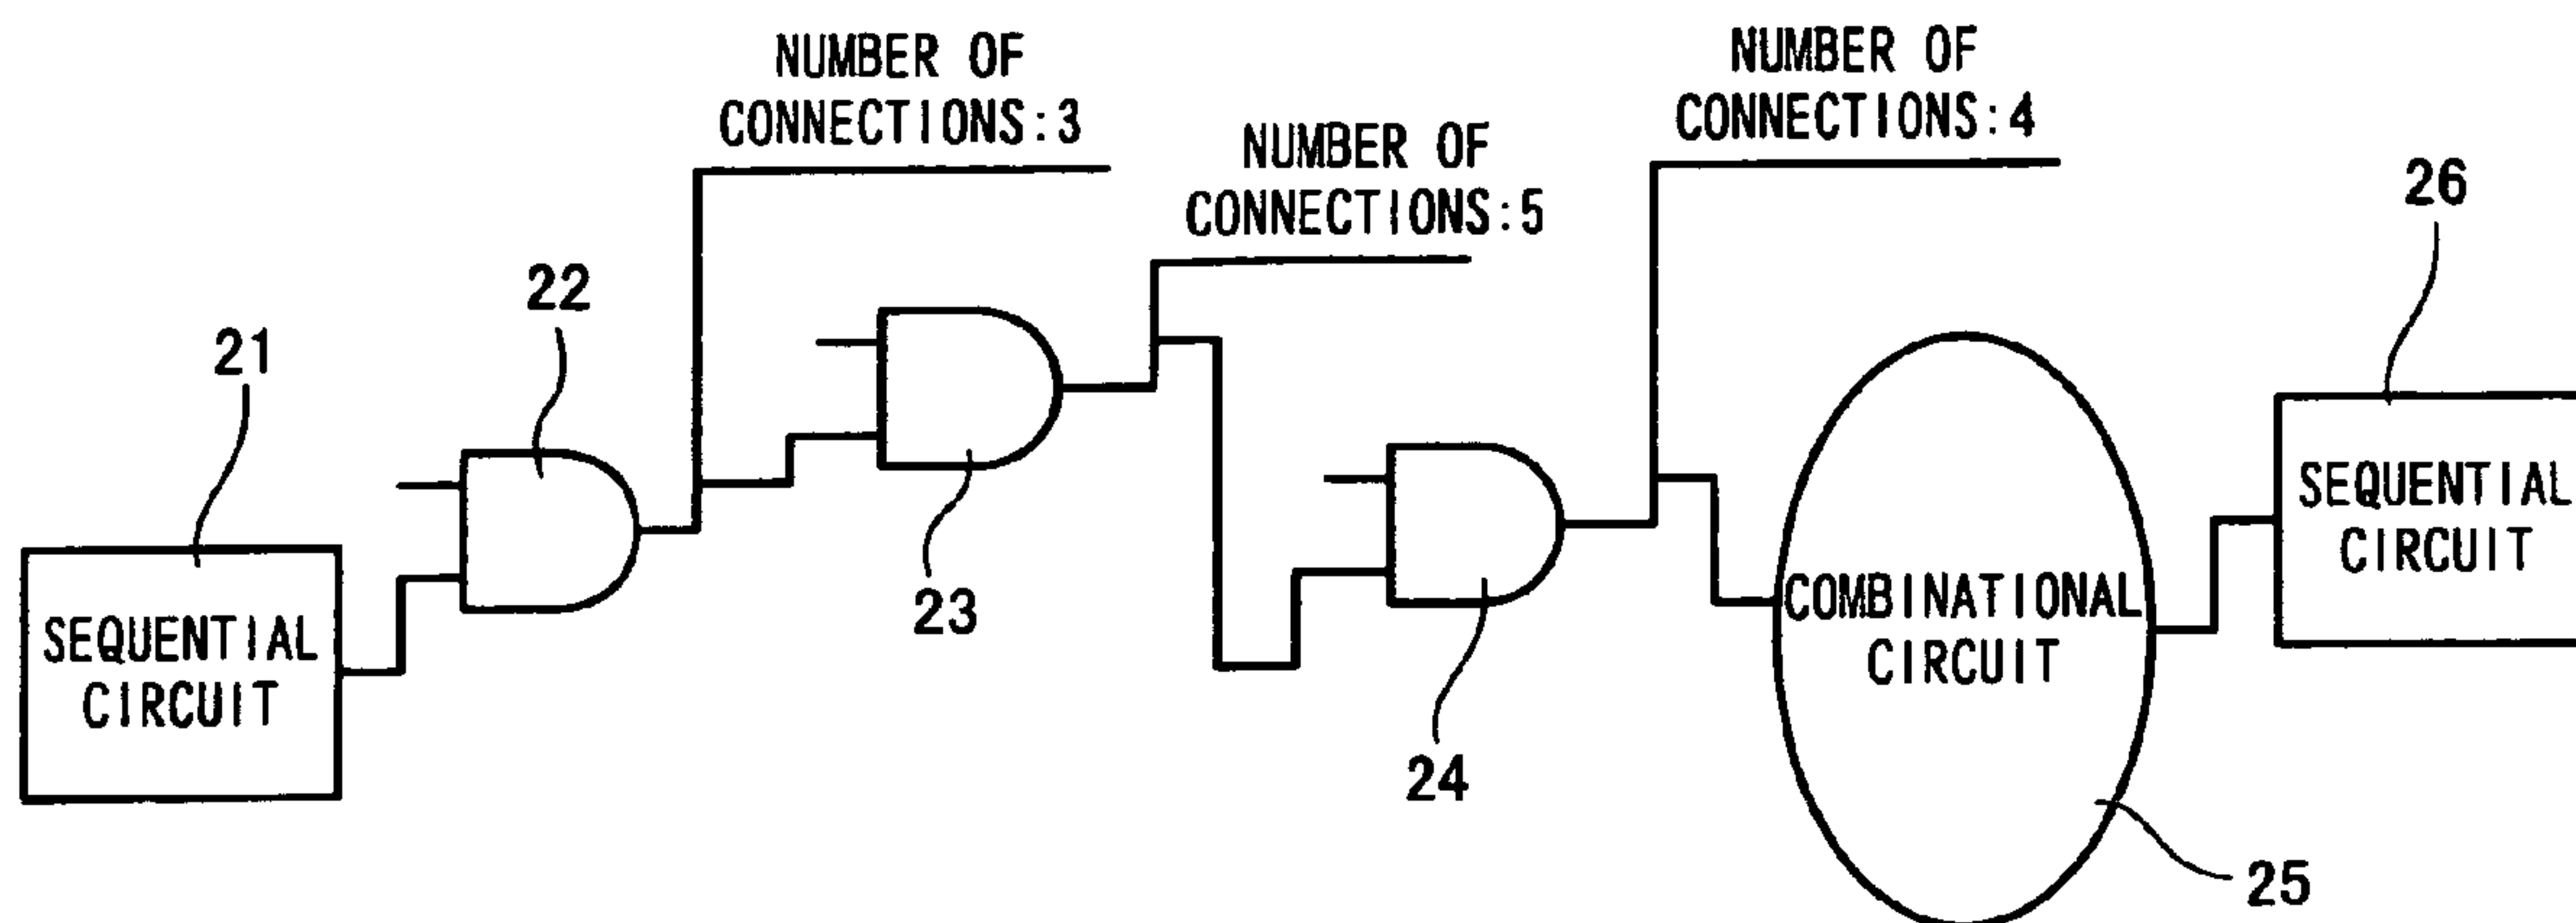 NUMBER OF
CONNECTIONS:3
NUMBER OF
CONNECTIONS:5
NUMBER OF
CONNECTIONS:4
21
22
23
24
25
26
SEQUENTIAL
CIRCUIT
COMBINATIONAL
CIRCUIT
SEQUENTIAL
CIRCUIT